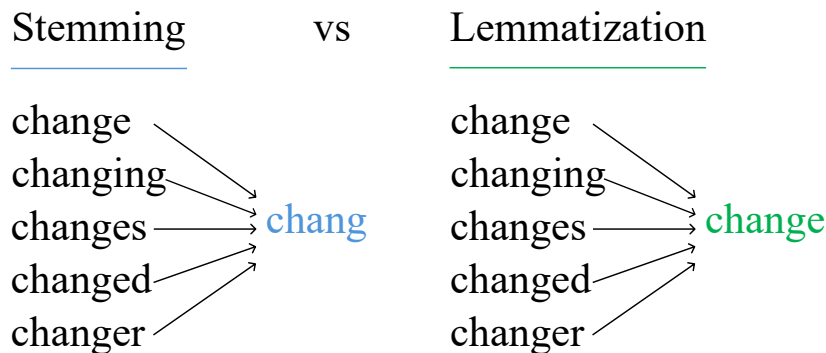 Stemming vs Lemmatization
change change
changing changing
chang change
changes changes
changed changed
changer changer